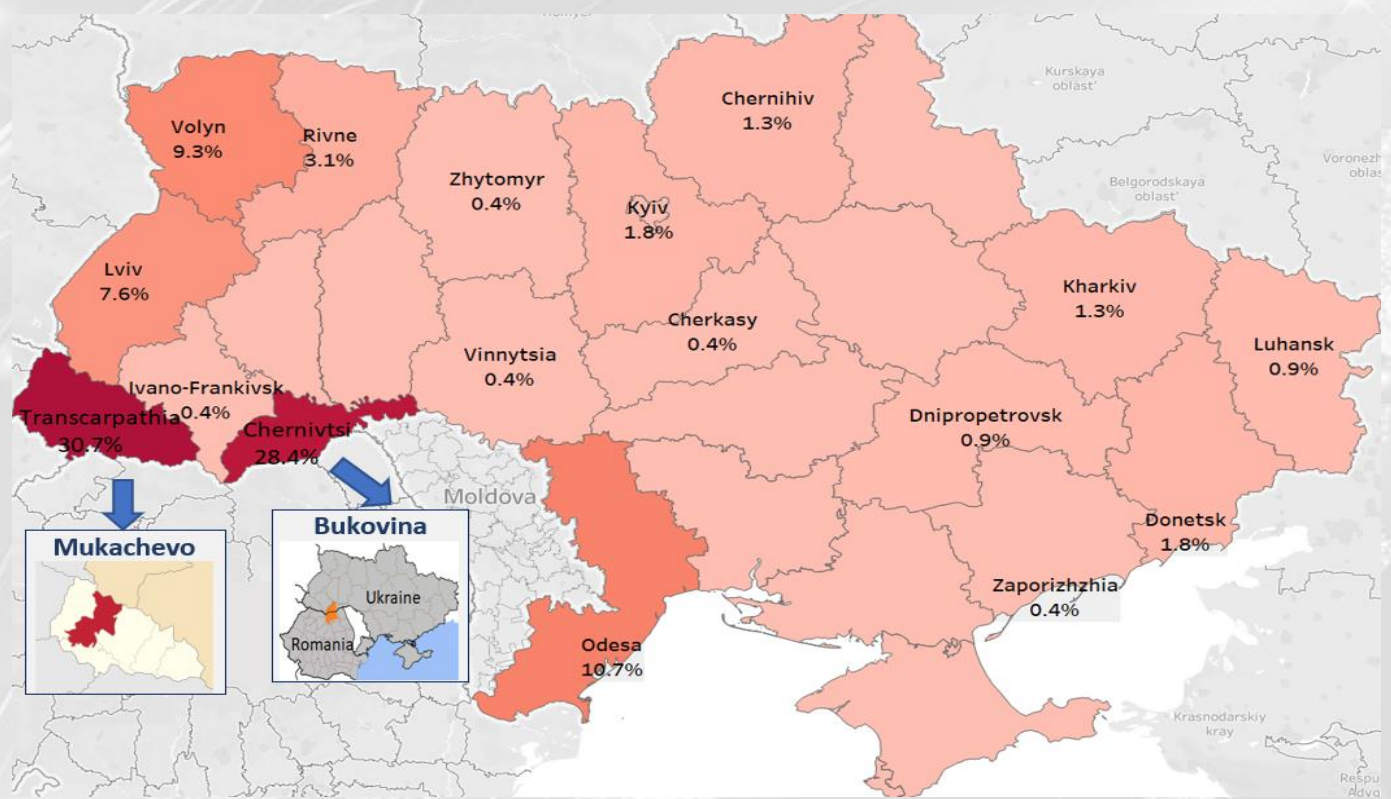 Kurskaya
oblast'
Chernihiv
1.3%
Volyn
9.3%
Rivne
3.1%
Zhytomyr
0.4%
Belgorodskaya
oblast'
Kyiv
1.8%
Lviv
7.6%
Kharkiv
1.3%
Cherkasy
0.4%
Vinnytsia
0.4%
Luhansk
0.9%
Ivano-Frankivsk
0.4%
Transcarpathia
30.7%
Chernivtsi
28.4%
Dnipropetrovsk
0.9%
Moldova
Donetsk
1.8%
Mukachevo
Bukovina
Ukraine
Romania
Zaporizhzhia
0.4%
Odesa
10.7%
Krasnodarskiy
kray